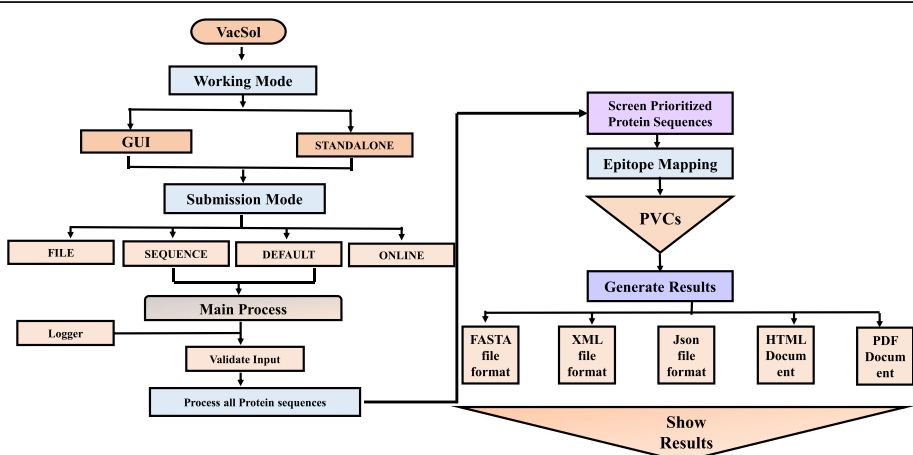 VacSol
Working Mode
GUI
STANDALONE
Submission Mode
FILE
SEQUENCE
DEFAULT
ONLINE
Main Process
Logger
Validate Input
Process all Protein sequences
Screen Prioritized
Protein Sequences
Epitope Mapping
PVCs
Generate Results
FASTA
file
format
XML
file
format
Json
file
format
HTML
Docum
ent
PDF
Docum
ent
Show
Results